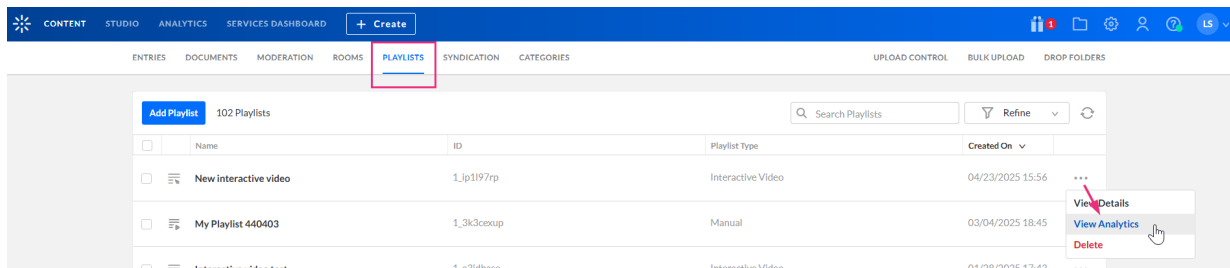 CONTENT STUDIO ANALYTICS SERVICES DASHBOARD + Create 1 LS
ENTRIES DOCUMENTS MODERATION ROOMS PLAYLISTS SYNDICATION CATEGORIES UPLOAD CONTROL BULK UPLOAD DROP FOLDERS
Add Playlist 102 Playlists Search Playlists Refine
Name ID Playlist Type Created On
New interactive video 1_ip1l97rp Interactive Video 04/23/2025 15:56
View Details
My Playlist 440403 1_3k3cexup Manual 03/04/2025 18:45
View Analytics
Delete